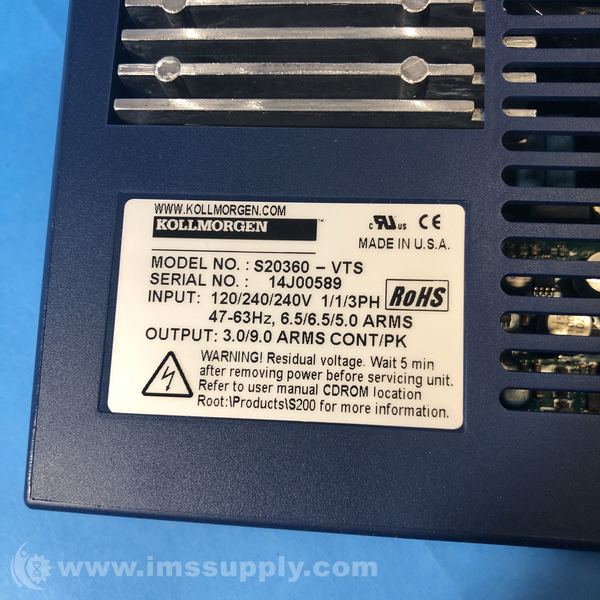 WWW.KOLLMORGEN.COM
KOLLMORGEN™
c RU us CE
MADE IN U.S.A.
MODEL NO. : S20360 - VTS
SERIAL NO. : 14J00589
INPUT: 120/240/240V 1/1/3PH
RoHS
47-63Hz, 6.5/6.5/5.0 ARMS
OUTPUT: 3.0/9.0 ARMS CONT/PK
WARNING! Residual voltage. Wait 5 min
after removing power before servicing unit.
Refer to user manual CDROM location
Root:\Products\S200 for more information.
www.imssupply.com